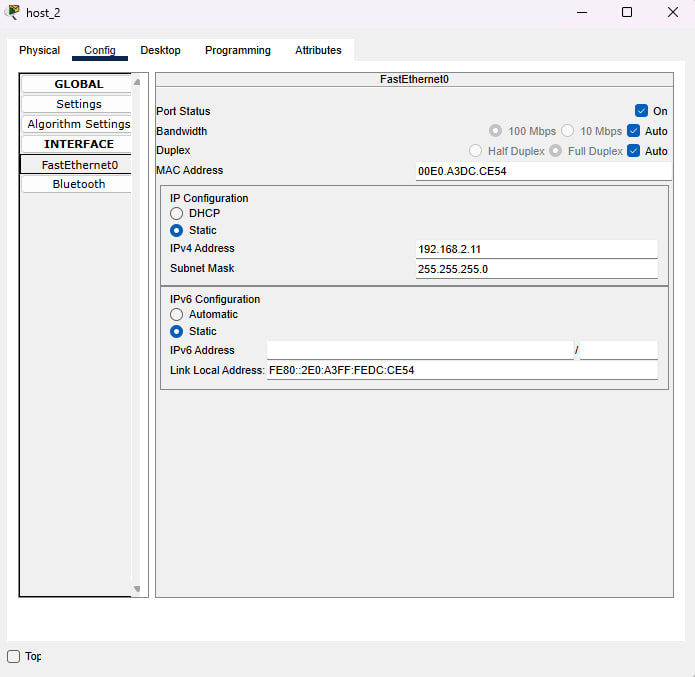 host_2
Physical Config Desktop Programming Attributes
GLOBAL
Settings
Algorithm Settings
INTERFACE
FastEthernet0
Bluetooth
FastEthernet0
Port Status On
Bandwidth 100 Mbps 10 Mbps Auto
Duplex Half Duplex Full Duplex Auto
MAC Address 00E0.A3DC.CE54
IP Configuration
DHCP
Static
IPv4 Address 192.168.2.11
Subnet Mask 255.255.255.0
IPv6 Configuration
Automatic
Static
IPv6 Address /
Link Local Address: FE80::2E0:A3FF:FEDC:CE54
Top